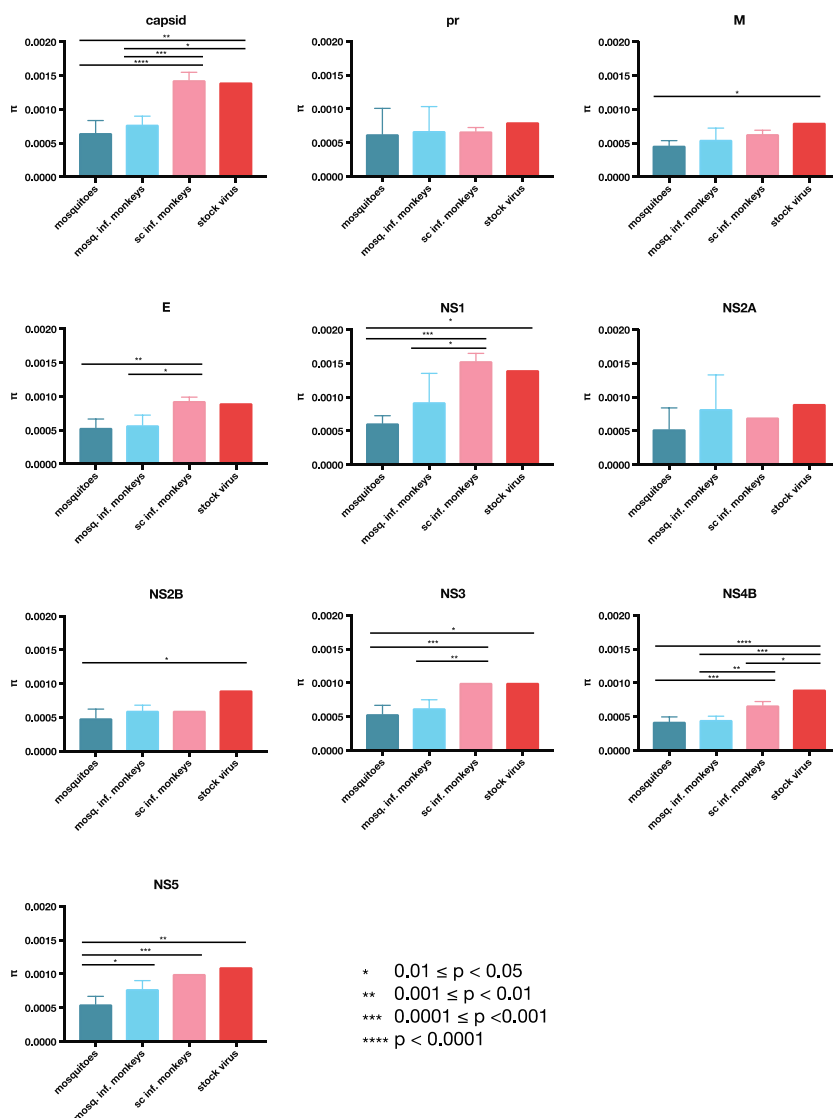 capsid
0.0020
0.0015
0.0010
0.0005
0.0000
π
**
*
***
****
mosquitoes
mosq. inf. monkeys
sc inf. monkeys
stock virus
pr
0.0020
0.0015
0.0010
0.0005
0.0000
π
mosquitoes
mosq. inf. monkeys
sc inf. monkeys
stock virus
M
0.0020
0.0015
0.0010
0.0005
0.0000
π
*
mosquitoes
mosq. inf. monkeys
sc inf. monkeys
stock virus
E
0.0020
0.0015
0.0010
0.0005
0.0000
π
**
*
mosquitoes
mosq. inf. monkeys
sc inf. monkeys
stock virus
NS1
0.0020
0.0015
0.0010
0.0005
0.0000
π
*
***
*
mosquitoes
mosq. inf. monkeys
sc inf. monkeys
stock virus
NS2A
0.0020
0.0015
0.0010
0.0005
0.0000
π
mosquitoes
mosq. inf. monkeys
sc inf. monkeys
stock virus
NS2B
0.0020
0.0015
0.0010
0.0005
0.0000
π
*
mosquitoes
mosq. inf. monkeys
sc inf. monkeys
stock virus
NS3
0.0020
0.0015
0.0010
0.0005
0.0000
π
*
***
**
mosquitoes
mosq. inf. monkeys
sc inf. monkeys
stock virus
NS4B
0.0020
0.0015
0.0010
0.0005
0.0000
π
****
***
*
**
***
mosquitoes
mosq. inf. monkeys
sc inf. monkeys
stock virus
NS5
0.0020
0.0015
0.0010
0.0005
0.0000
π
**
***
*
mosquitoes
mosq. inf. monkeys
sc inf. monkeys
stock virus
* 0.01 ≤ p < 0.05
** 0.001 ≤ p < 0.01
*** 0.0001 ≤ p <0.001
**** p < 0.0001